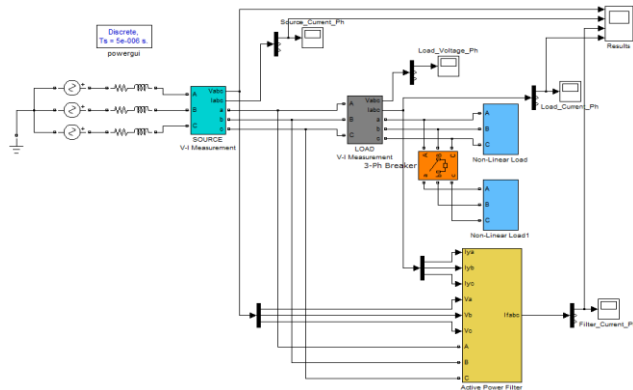 Discrete,
Ts = 5e-006 s.
powergui
Source_Current_Ph
Load_Voltage_Ph
Results
Load_Current_Ph
A
B
C
Vabc
Iabc
a
b
c
SOURCE
V-I Measurement
A
B
C
Vabc
Iabc
a
b
c
LOAD
V-I Measurement
3-Ph Breaker
A
B
C
a
b
c
A
B
C
Non-Linear Load
A
B
C
Non-Linear Load1
Iya
Iyb
Iyc
Va
Vb
Vc
A
B
C
Ifabc
Active Power Filter
Filter_Current_P